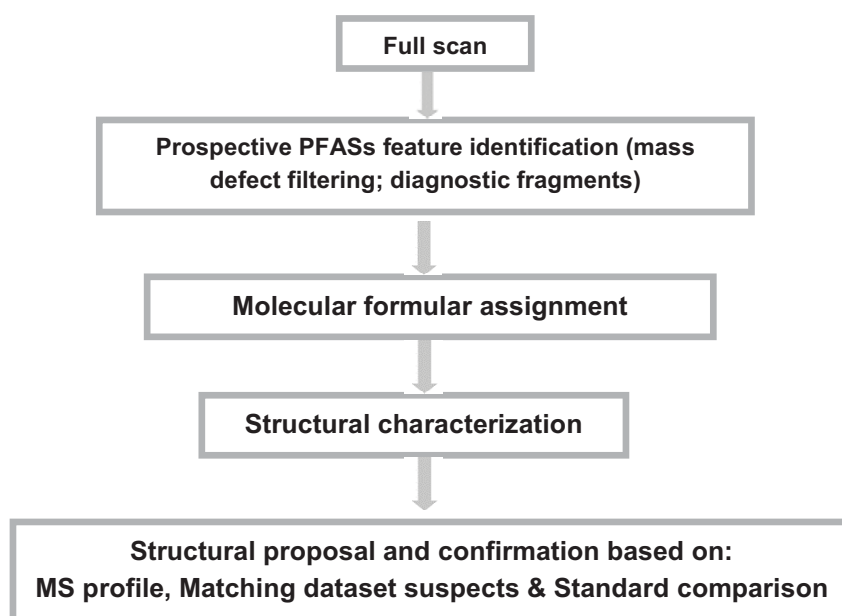 Full scan
Prospective PFASs feature identification (mass
defect filtering; diagnostic fragments)
Molecular formular assignment
Structural characterization
Structural proposal and confirmation based on:
MS profile, Matching dataset suspects & Standard comparison